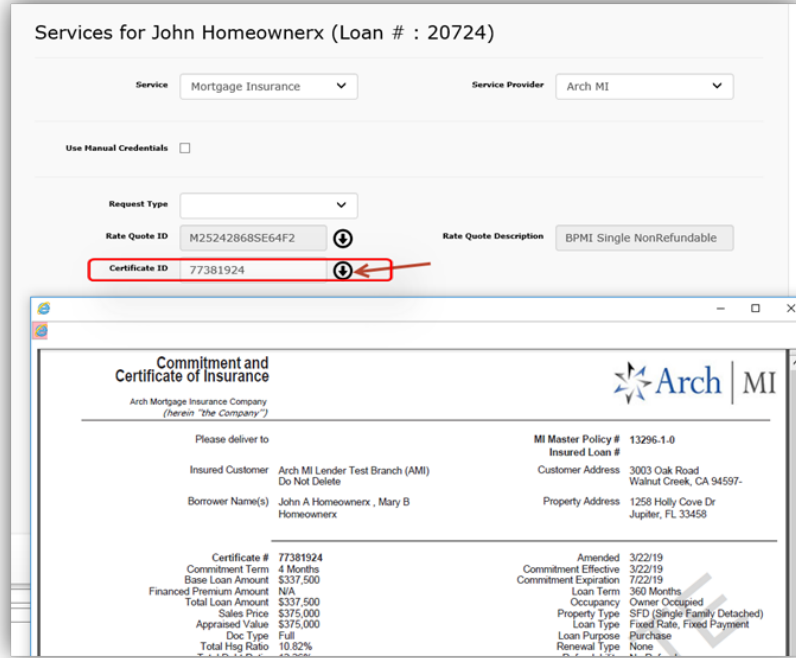 Services for John Homeownerx (Loan # : 20724)
Service Mortgage Insurance Service Provider Arch MI
Use Manual Credentials
Request Type
Rate Quote ID M25242868SE64F2 Rate Quote Description BPMI Single NonRefundable
Certificate ID 77381924
Commitment and
Certificate of Insurance
Arch MI
Arch Mortgage Insurance Company
(herein "the Company")
Please deliver to MI Master Policy # 13296-1-0
Insured Loan #
Insured Customer Arch MI Lender Test Branch (AMI) Customer Address 3003 Oak Road
Do Not Delete Walnut Creek, CA 94597-
Borrower Name(s) John A Homeownerx , Mary B Property Address 1258 Holly Cove Dr
Homeownerx Jupiter, FL 33458
Certificate # 77381924 Amended 3/22/19
Commitment Term 4 Months Commitment Effective 3/22/19
Base Loan Amount $337,500 Commitment Expiration 7/22/19
Financed Premium Amount N/A Loan Term 360 Months
Total Loan Amount $337,500 Occupancy Owner Occupied
Sales Price $375,000 Property Type SFD (Single Family Detached)
Appraised Value $375,000 Loan Type Fixed Rate, Fixed Payment
Doc Type Full Loan Purpose Purchase
Total Hsg Ratio 10.82% Renewal Type None